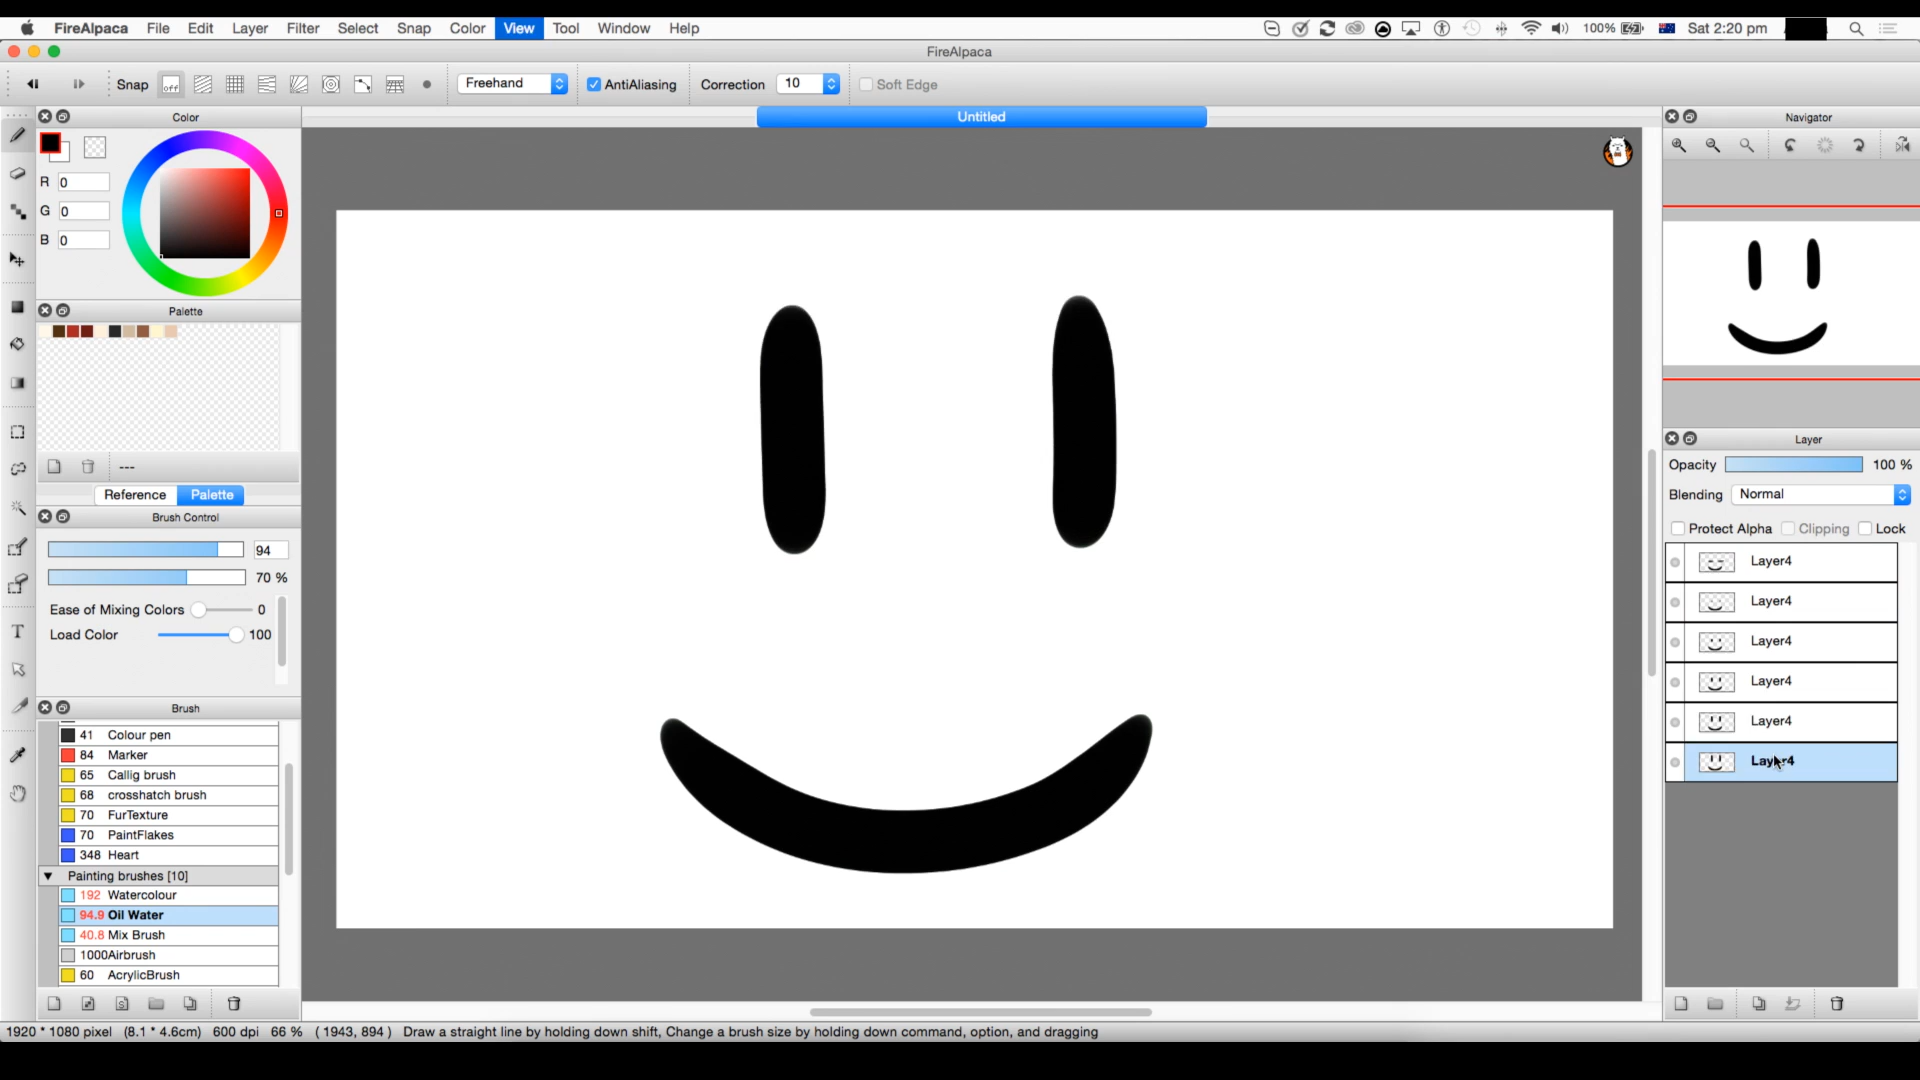 FireAlpaca File Edit Layer Filter Select Snap Color View Tool Window Help 100% Sat 2:20 pm
FireAlpaca
Snap off Freehand AntiAliasing Correction 10 Soft Edge
Color
R 0
G 0
B 0
Palette
---
Reference Palette
Brush Control
94
70 %
Ease of Mixing Colors 0
Load Color 100
Brush
41 Colour pen
84 Marker
65 Callig brush
68 crosshatch brush
70 FurTexture
70 PaintFlakes
348 Heart
Painting brushes [10]
192 Watercolour
94.9 Oil Water
40.8 Mix Brush
1000Airbrush
60 AcrylicBrush
Untitled
Navigator
Layer
Opacity 100 %
Blending Normal
Protect Alpha Clipping Lock
Layer4
Layer4
Layer4
Layer4
Layer4
Layer4
1920 * 1080 pixel (8.1 * 4.6cm) 600 dpi 66 % ( 1943, 894 ) Draw a straight line by holding down shift, Change a brush size by holding down command, option, and dragging